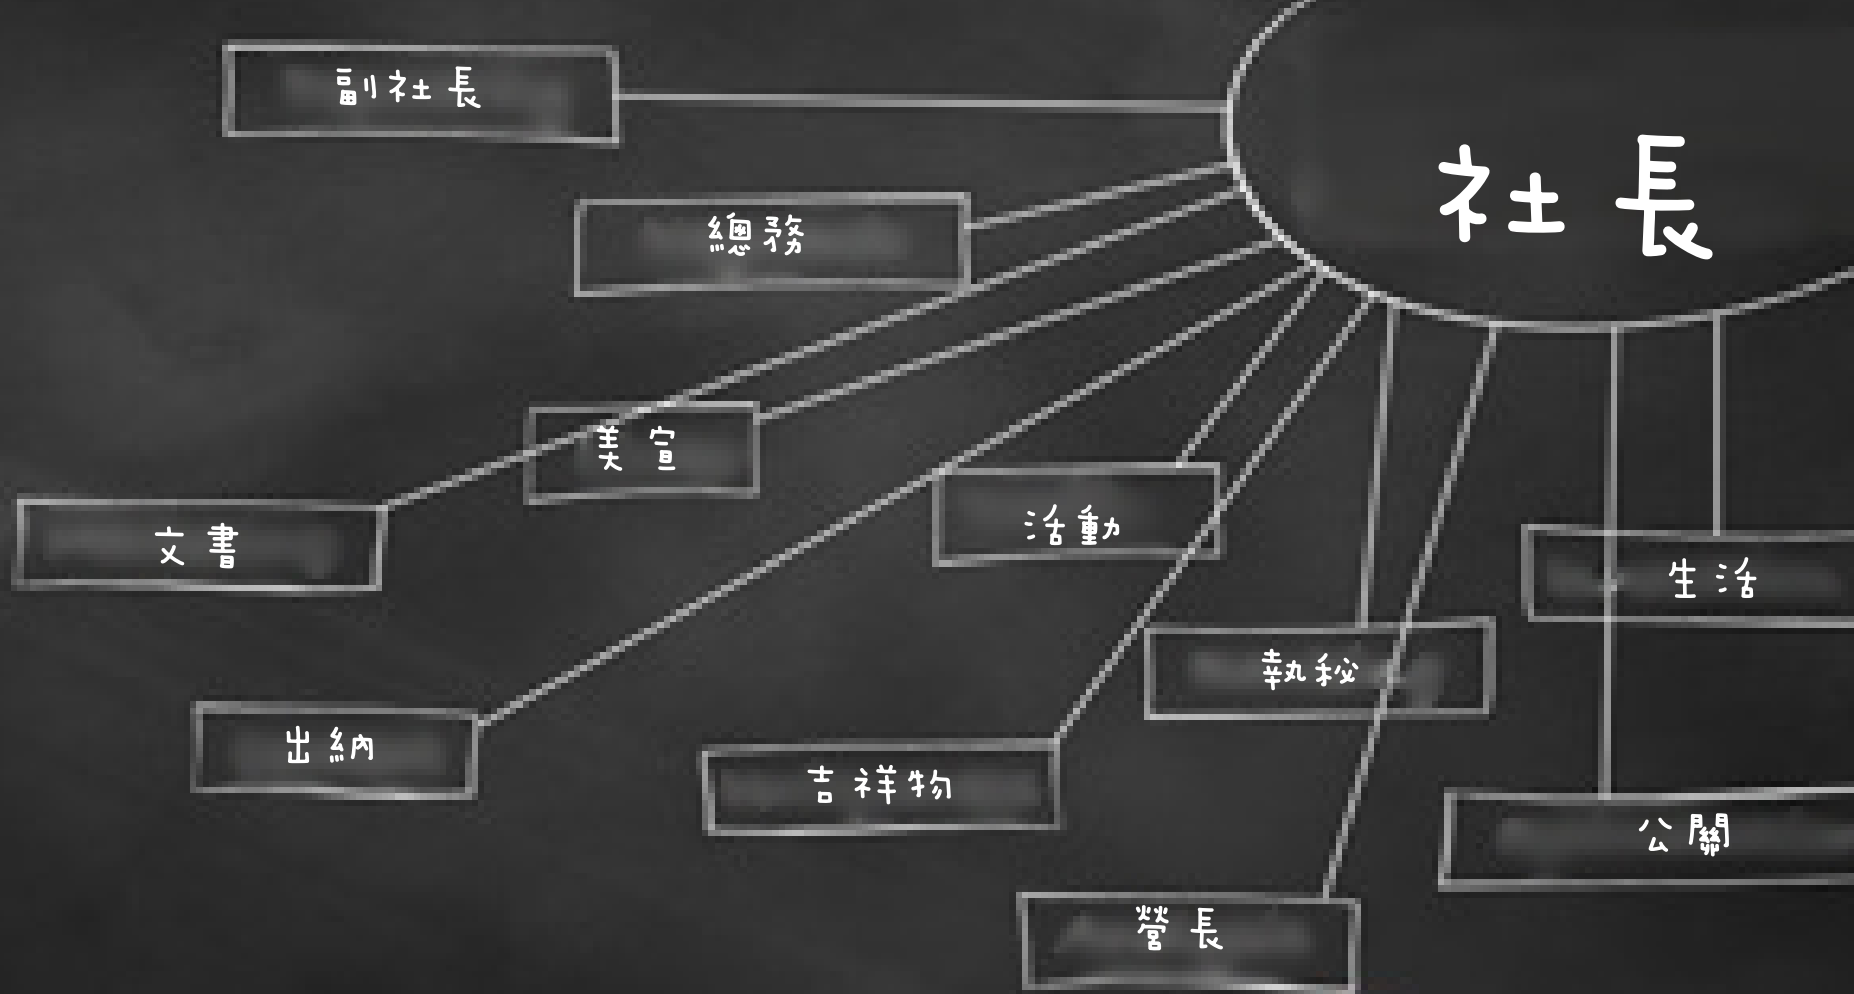 副社長
社長
總務
美宣
文書
活動
生活
執秘
出納
吉祥物
公關
營長